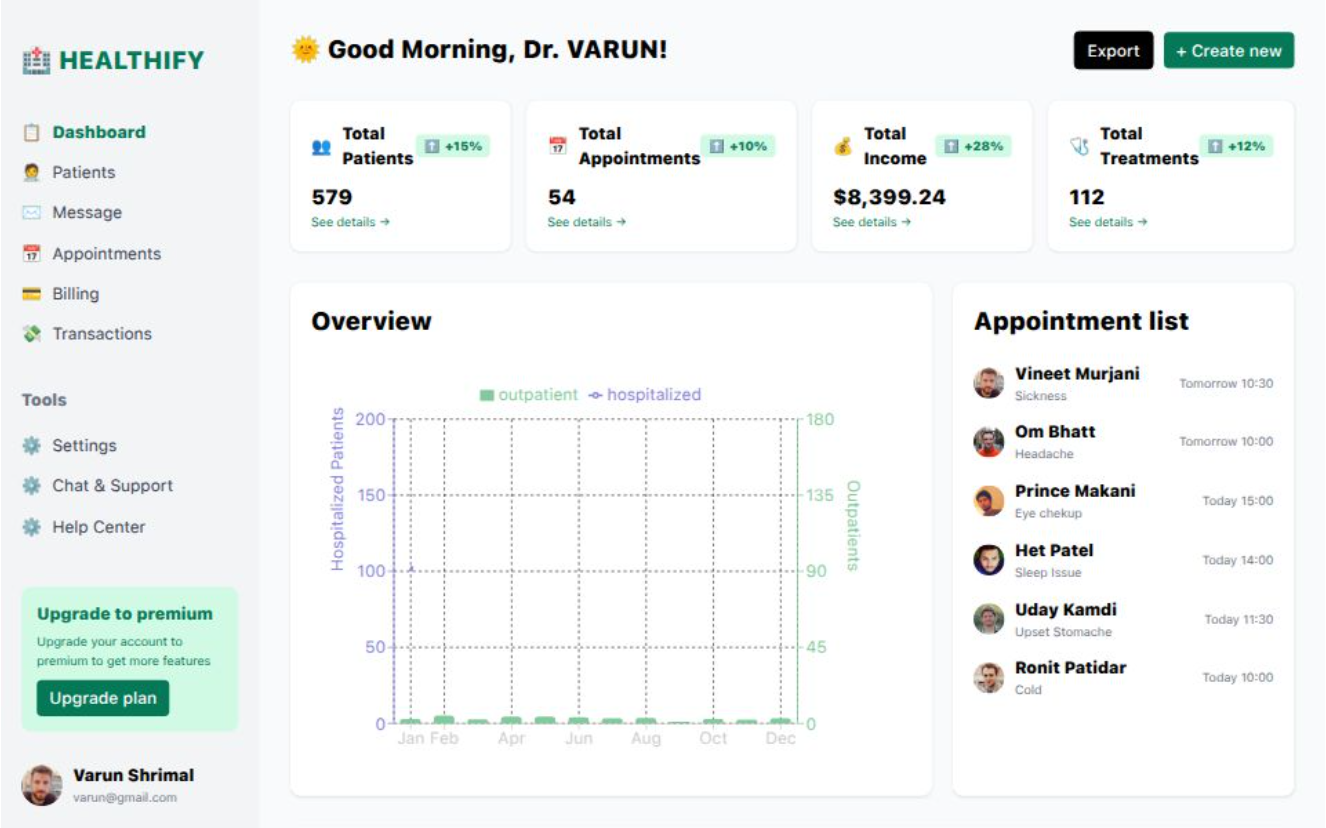 HEALTHIFY
Dashboard
Patients
Message
Appointments
Billing
Transactions
Tools
Settings
Chat & Support
Help Center
Upgrade to premium
Upgrade your account to
premium to get more features
Upgrade plan
Varun Shrimal
varun@gmail.com
Good Morning, Dr. VARUN!
Export
+ Create new
Total
Patients
+15%
579
See details →
Total
Appointments
+10%
54
See details →
Total
Income
+28%
$8,399.24
See details →
Total
Treatments
+12%
112
See details →
Overview
outpatient hospitalized
Hospitalized Patients
200
150
100
50
0
180
135
90
45
0
Outpatients
Jan Feb Apr Jun Aug Oct Dec
Appointment list
Vineet Murjani
Sickness
Tomorrow 10:30
Om Bhatt
Headache
Tomorrow 10:00
Prince Makani
Eye chekup
Today 15:00
Het Patel
Sleep Issue
Today 14:00
Uday Kamdi
Upset Stomache
Today 11:30
Ronit Patidar
Cold
Today 10:00